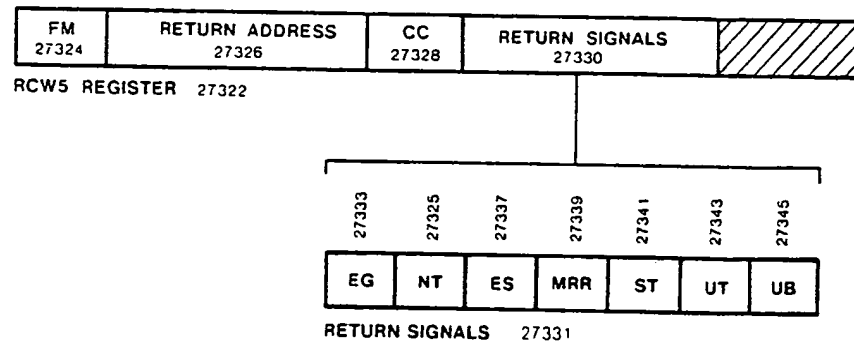 FM RETURN ADDRESS CC RETURN SIGNALS
27324 27326 27328 27330
RCW5 REGISTER 27322
27333 27325 27337 27339 27341 27343 27345
EG NT ES MRR ST UT UB
RETURN SIGNALS 27331